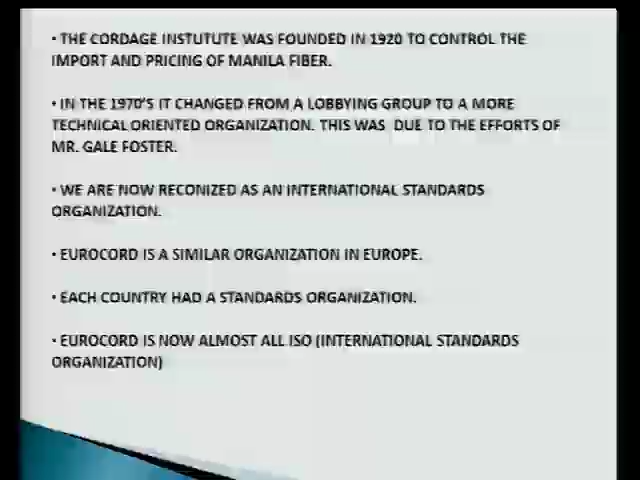 • THE CORDAGE INSTUTUTE WAS FOUNDED IN 1920 TO CONTROL THE
IMPORT AND PRICING OF MANILA FIBER.
• IN THE 1970'S IT CHANGED FROM A LOBBYING GROUP TO A MORE
TECHNICAL ORIENTED ORGANIZATION. THIS WAS DUE TO THE EFFORTS OF
MR. GALE FOSTER.
• WE ARE NOW RECONIZED AS AN INTERNATIONAL STANDARDS
ORGANIZATION.
• EUROCORD IS A SIMILAR ORGANIZATION IN EUROPE.
• EACH COUNTRY HAD A STANDARDS ORGANIZATION.
• EUROCORD IS NOW ALMOST ALL ISO (INTERNATIONAL STANDARDS
ORGANIZATION)